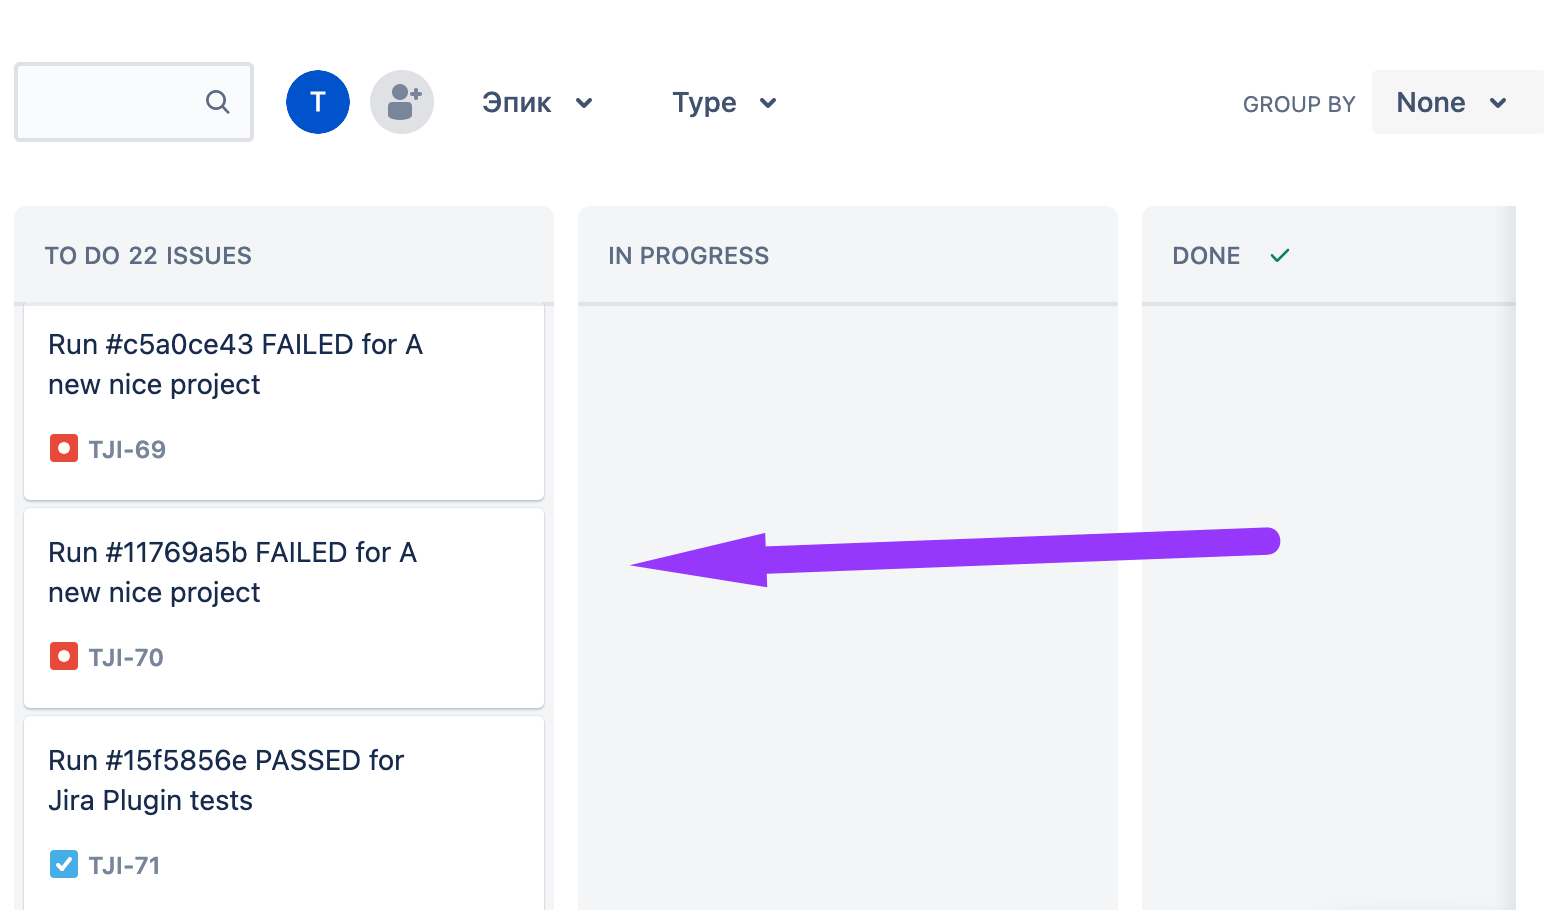 T
Эпик
Type
GROUP BY
None
TO DO 22 ISSUES
IN PROGRESS
DONE
Run #c5a0ce43 FAILED for A
new nice project
TJI-69
Run #11769a5b FAILED for A
new nice project
TJI-70
Run #15f5856e PASSED for
Jira Plugin tests
TJI-71